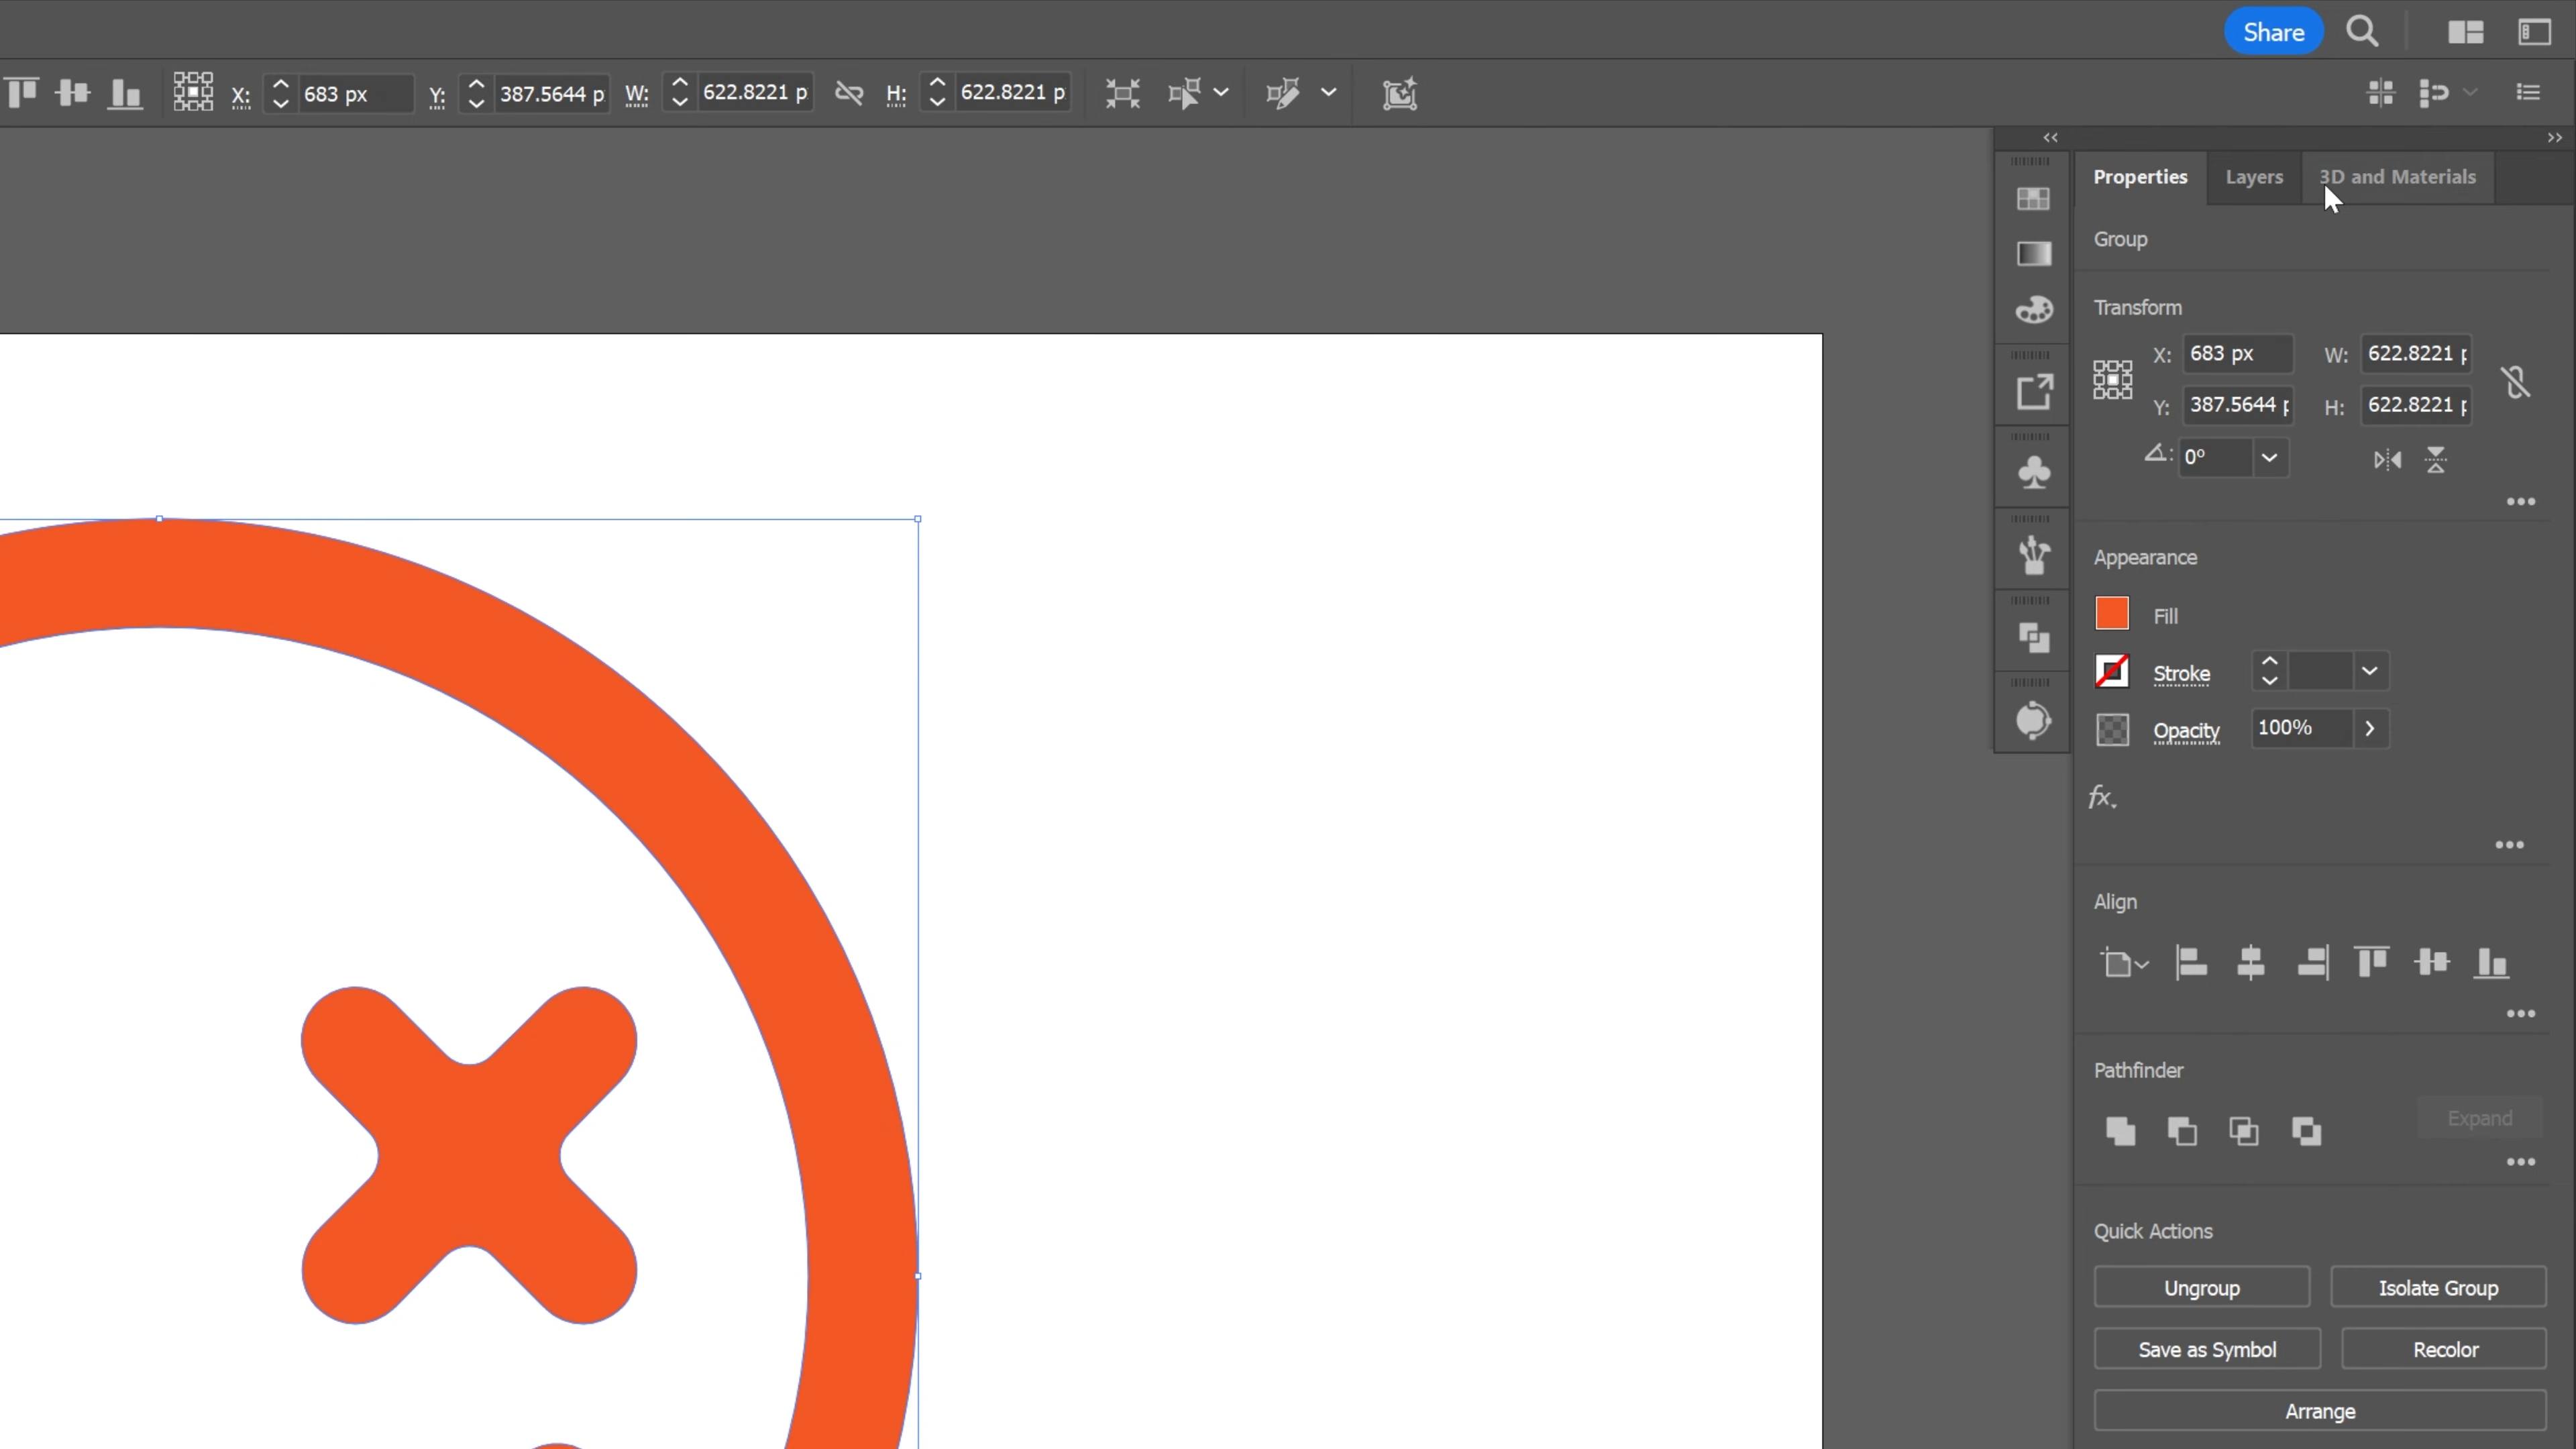 Share
X: 683 px Y: 387.5644 p W: 622.8221 p H: 622.8221 p
Properties Layers 3D and Materials
Group
Transform
X: 683 px W: 622.8221 p
Y: 387.5644 p H: 622.8221 p
0°
Appearance
Fill
Stroke
Opacity 100%
fx.
Align
Pathfinder
Expand
Quick Actions
Ungroup Isolate Group
Save as Symbol Recolor
Arrange